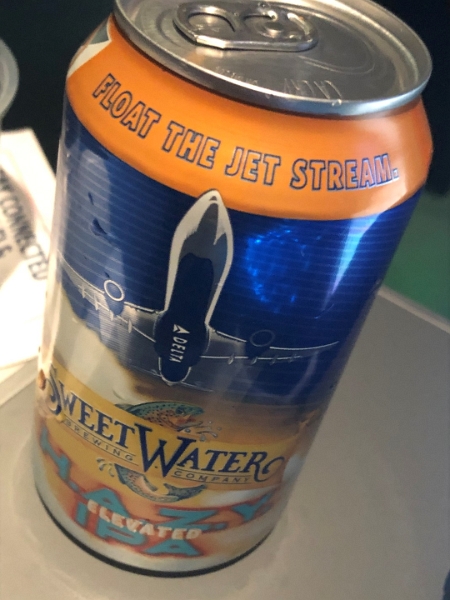 FLOAT THE JET STREAM.
DELTA
SWEETWATER
BREWING COMPANY
HAZY
ELEVATED
IPA